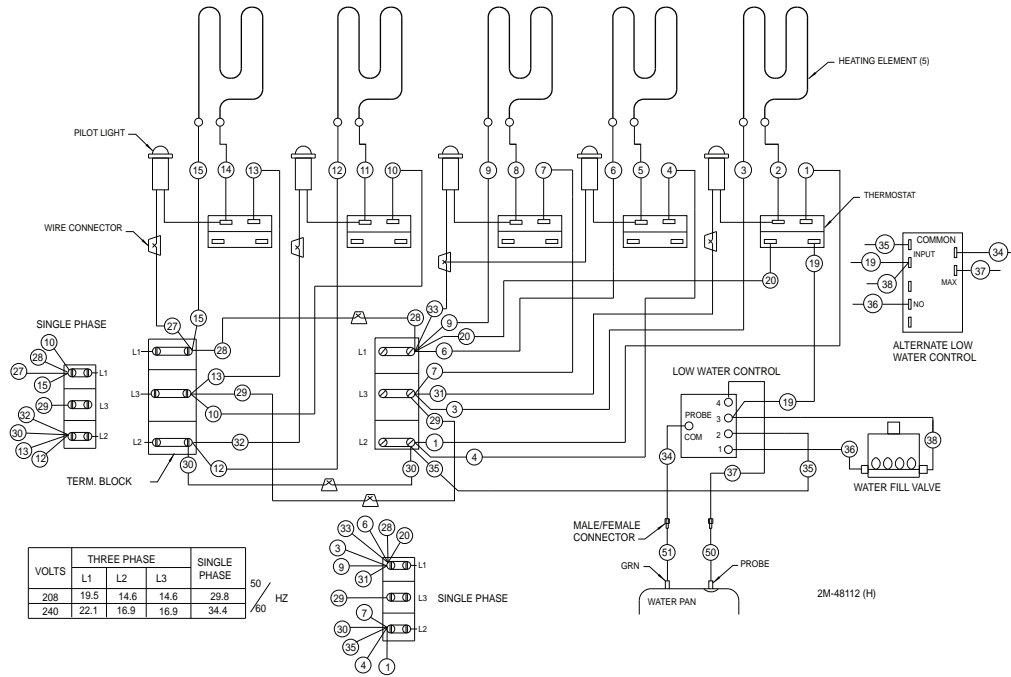 HEATING ELEMENT (5)
PILOT LIGHT
15
14
13
12
11
10
9
8
7
6
5
4
3
2
1
THERMOSTAT
WIRE CONNECTOR
19
20
35
COMMON
INPUT
34
19
37
38
MAX
36
NO
ALTERNATE LOW
WATER CONTROL
SINGLE PHASE
10
28
27
15
L1
29
L3
32
30
L2
13
12
27
15
28
L1
13
L3
29
10
L2
32
30
12
TERM. BLOCK
28
33
9
20
L1
6
7
L3
31
3
29
L2
1
4
30
35
LOW WATER CONTROL
4
PROBE
3
COM
2
1
19
34
37
35
36
38
WATER FILL VALVE
MALE/FEMALE
CONNECTOR
51
50
GRN
PROBE
WATER PAN
2M-48112 (H)
VOLTS THREE PHASE SINGLE
PHASE
L1 L2 L3
208 19.5 14.6 14.6 29.8
240 22.1 16.9 16.9 34.4
50
/60 HZ
6
28
33
20
3
9
L1
31
29
L3
SINGLE PHASE
7
30
L2
35
4
1